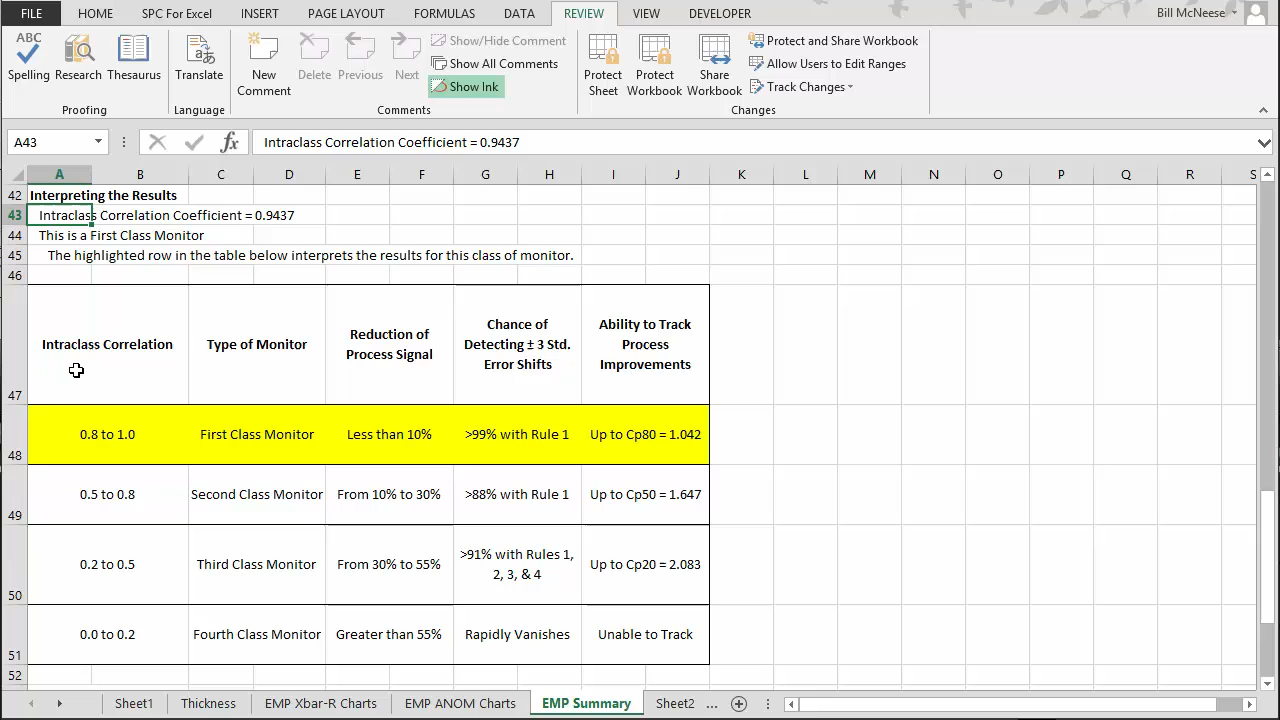 FILE HOME SPC For Excel INSERT PAGE LAYOUT FORMULAS DATA REVIEW VIEW DEVELOPER Bill McNeese
ABC
Spelling Research Thesaurus
Proofing
Translate
Language
New Comment
Delete Previous Next
Show/Hide Comment
Show All Comments
Show Ink
Comments
Protect Sheet
Protect Workbook
Share Workbook
Protect and Share Workbook
Allow Users to Edit Ranges
Track Changes
Changes
A43 fx Intraclass Correlation Coefficient = 0.9437
A B C D E F G H I J K L M N O P Q R S
42 Interpreting the Results
43 Intraclass Correlation Coefficient = 0.9437
44 This is a First Class Monitor
45 The highlighted row in the table below interprets the results for this class of monitor.
46
47 Intraclass Correlation
Type of Monitor
Reduction of
Process Signal
Chance of
Detecting ± 3 Std.
Error Shifts
Ability to Track
Process
Improvements
48 0.8 to 1.0 First Class Monitor Less than 10% >99% with Rule 1 Up to Cp80 = 1.042
49 0.5 to 0.8 Second Class Monitor From 10% to 30% >88% with Rule 1 Up to Cp50 = 1.647
50 0.2 to 0.5 Third Class Monitor From 30% to 55% >91% with Rules 1,
2, 3, & 4
Up to Cp20 = 2.083
51 0.0 to 0.2 Fourth Class Monitor Greater than 55% Rapidly Vanishes Unable to Track
52
Sheet1 Thickness EMP Xbar-R Charts EMP ANOM Charts EMP Summary Sheet2 ...